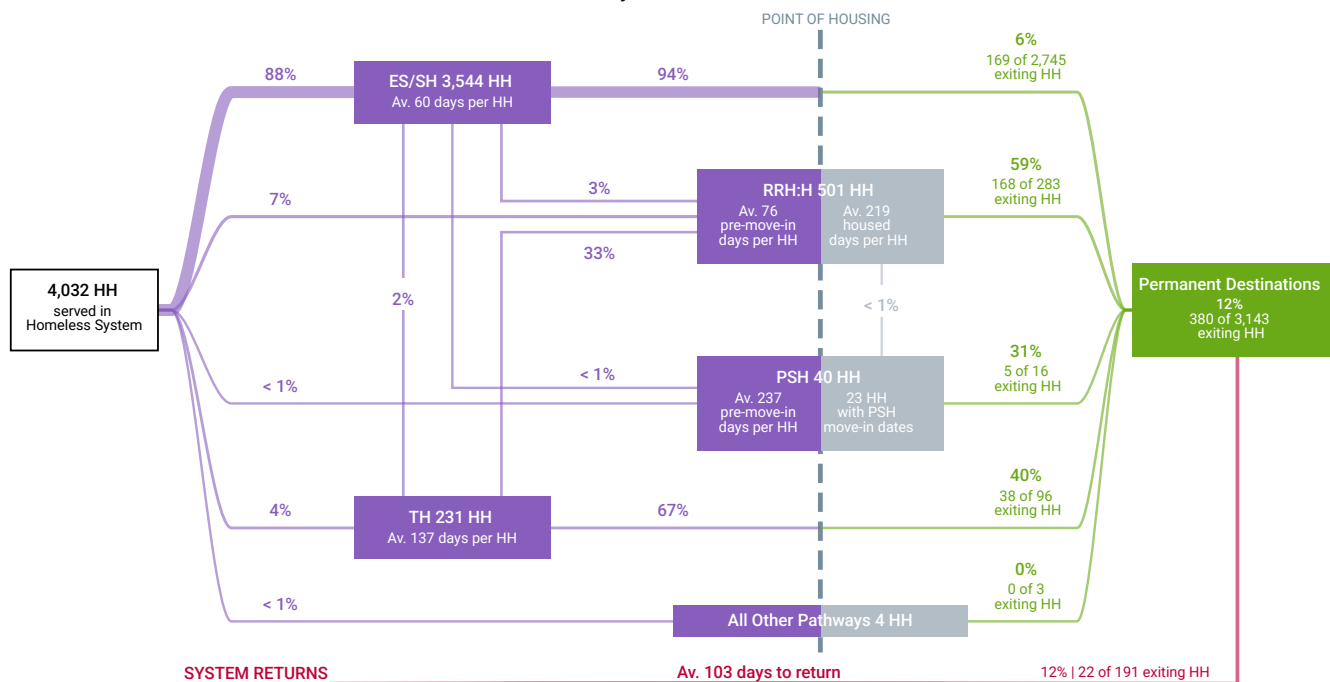 POINT OF HOUSING
88%
ES/SH 3,544 HH
Av. 60 days per HH
94%
6%
169 of 2,745
exiting HH
7%
3%
RRH:H 501 HH
Av. 76
pre-move-in
days per HH
Av. 219
housed
days per HH
59%
168 of 283
exiting HH
33%
4,032 HH
served in
Homeless System
2%
< 1%
Permanent Destinations
12%
380 of 3,143
exiting HH
< 1%
< 1%
PSH 40 HH
Av. 237
pre-move-in
days per HH
23 HH
with PSH
move-in dates
31%
5 of 16
exiting HH
4%
TH 231 HH
Av. 137 days per HH
67%
40%
38 of 96
exiting HH
< 1%
All Other Pathways 4 HH
0%
0 of 3
exiting HH
SYSTEM RETURNS
Av. 103 days to return
12% | 22 of 191 exiting HH